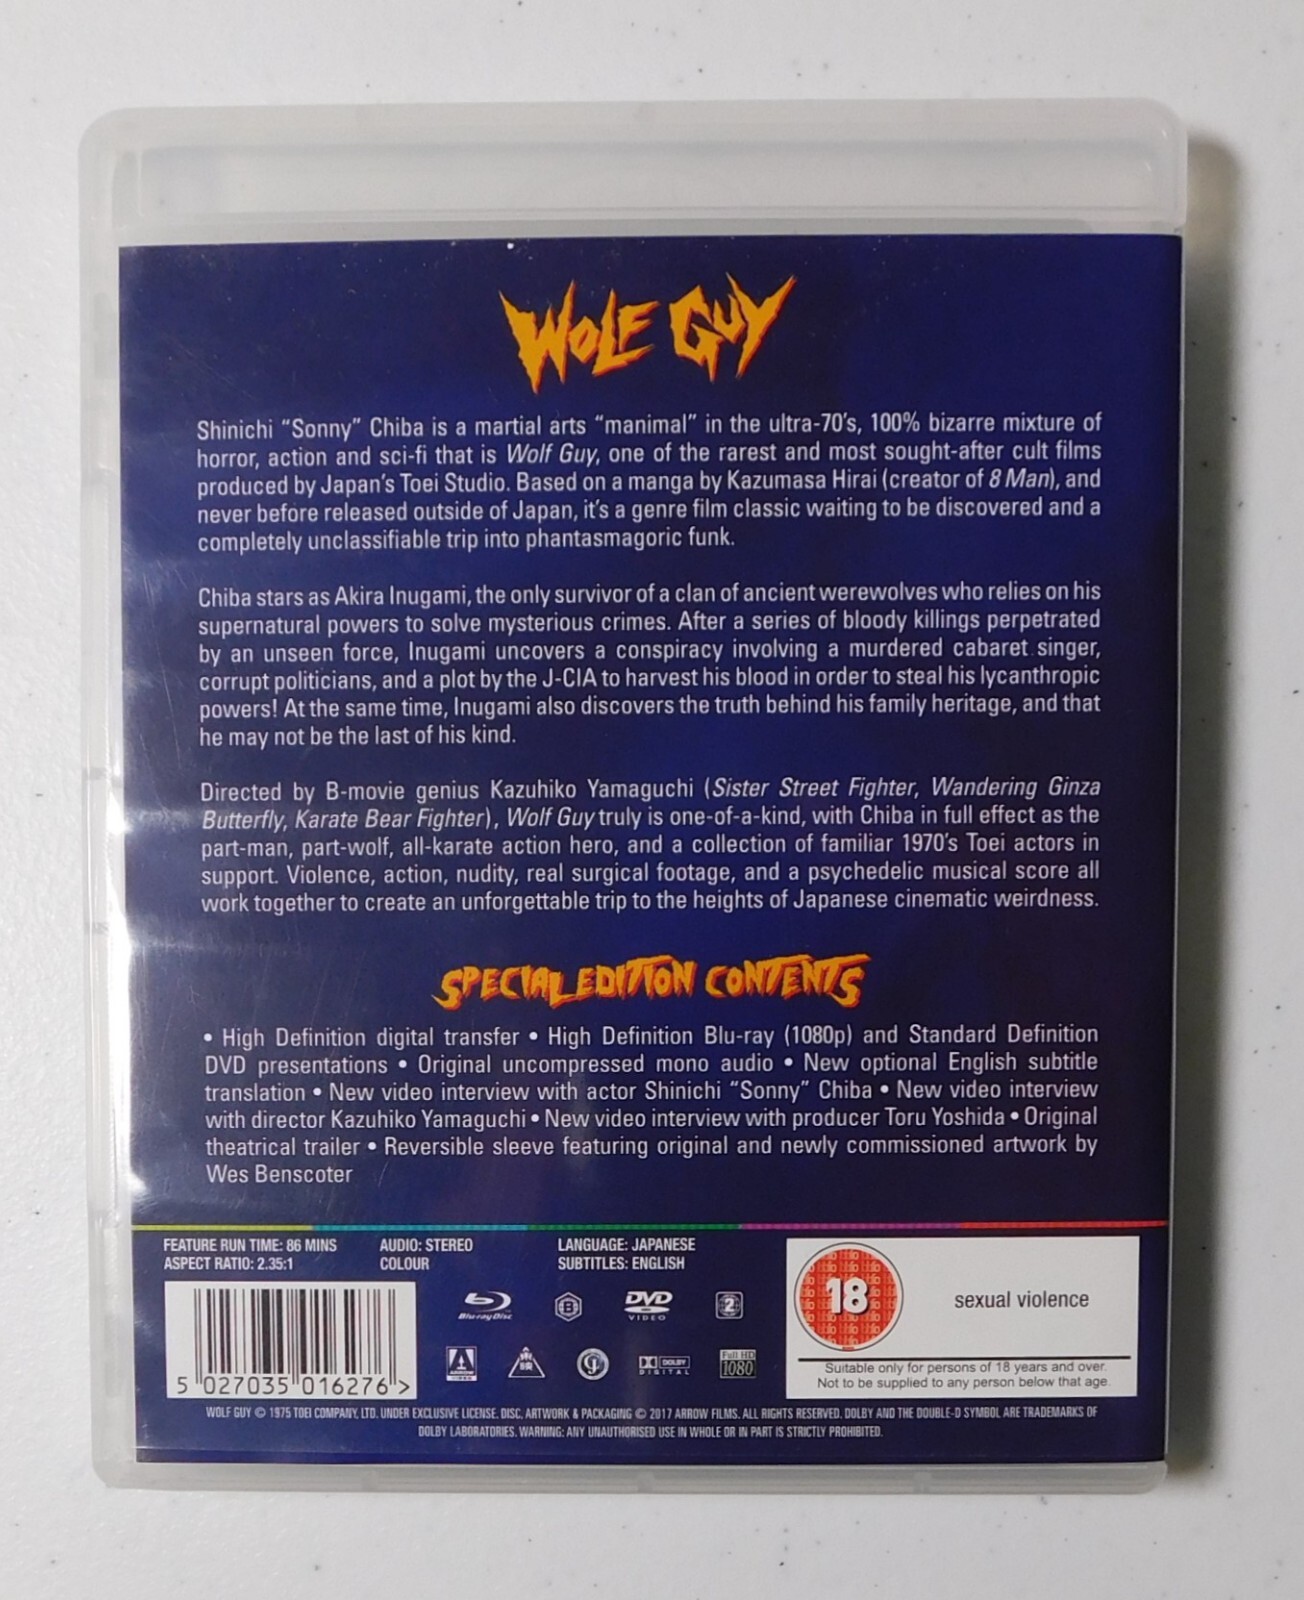 WOLF GUY
Shinichi “Sonny” Chiba is a martial arts “manimal” in the ultra-70’s, 100% bizarre mixture of
horror, action and sci-fi that is Wolf Guy, one of the rarest and most sought-after cult films
produced by Japan’s Toei Studio. Based on a manga by Kazumasa Hirai (creator of 8 Man), and
never before released outside of Japan, it’s a genre film classic waiting to be discovered and a
completely unclassifiable trip into phantasmagoric funk.
Chiba stars as Akira Inugami, the only survivor of a clan of ancient werewolves who relies on his
supernatural powers to solve mysterious crimes. After a series of bloody killings perpetrated
by an unseen force, Inugami uncovers a conspiracy involving a murdered cabaret singer,
corrupt politicians, and a plot by the J-CIA to harvest his blood in order to steal his lycanthropic
powers! At the same time, Inugami also discovers the truth behind his family heritage, and that
he may not be the last of his kind.
Directed by B-movie genius Kazuhiko Yamaguchi (Sister Street Fighter, Wandering Ginza
Butterfly, Karate Bear Fighter), Wolf Guy truly is one-of-a-kind, with Chiba in full effect as the
part-man, part-wolf, all-karate action hero, and a collection of familiar 1970’s Toei actors in
support. Violence, action, nudity, real surgical footage, and a psychedelic musical score all
work together to create an unforgettable trip to the heights of Japanese cinematic weirdness.
SPECIAL EDITION CONTENTS
• High Definition digital transfer • High Definition Blu-ray (1080p) and Standard Definition
DVD presentations • Original uncompressed mono audio • New optional English subtitle
translation • New video interview with actor Shinichi “Sonny” Chiba • New video interview
with director Kazuhiko Yamaguchi • New video interview with producer Toru Yoshida • Original
theatrical trailer • Reversible sleeve featuring original and newly commissioned artwork by
Wes Benscoter
FEATURE RUN TIME: 86 MINS
ASPECT RATIO: 2.35:1
AUDIO: STEREO
COLOUR
LANGUAGE: JAPANESE
SUBTITLES: ENGLISH
Blu-ray Disc
B
DVD
VIDEO
2
ARROW
DOLBY
DIGITAL
Full HD
1080
5 027035 016276 >
18
sexual violence
Suitable only for persons of 18 years and over.
Not to be supplied to any person below that age.
WOLF GUY © 1975 TOEI COMPANY, LTD. UNDER EXCLUSIVE LICENSE. DISC, ARTWORK & PACKAGING © 2017 ARROW FILMS. ALL RIGHTS RESERVED. DOLBY AND THE DOUBLE-D SYMBOL ARE TRADEMARKS OF
DOLBY LABORATORIES. WARNING: ANY UNAUTHORISED USE IN WHOLE OR IN PART IS STRICTLY PROHIBITED.